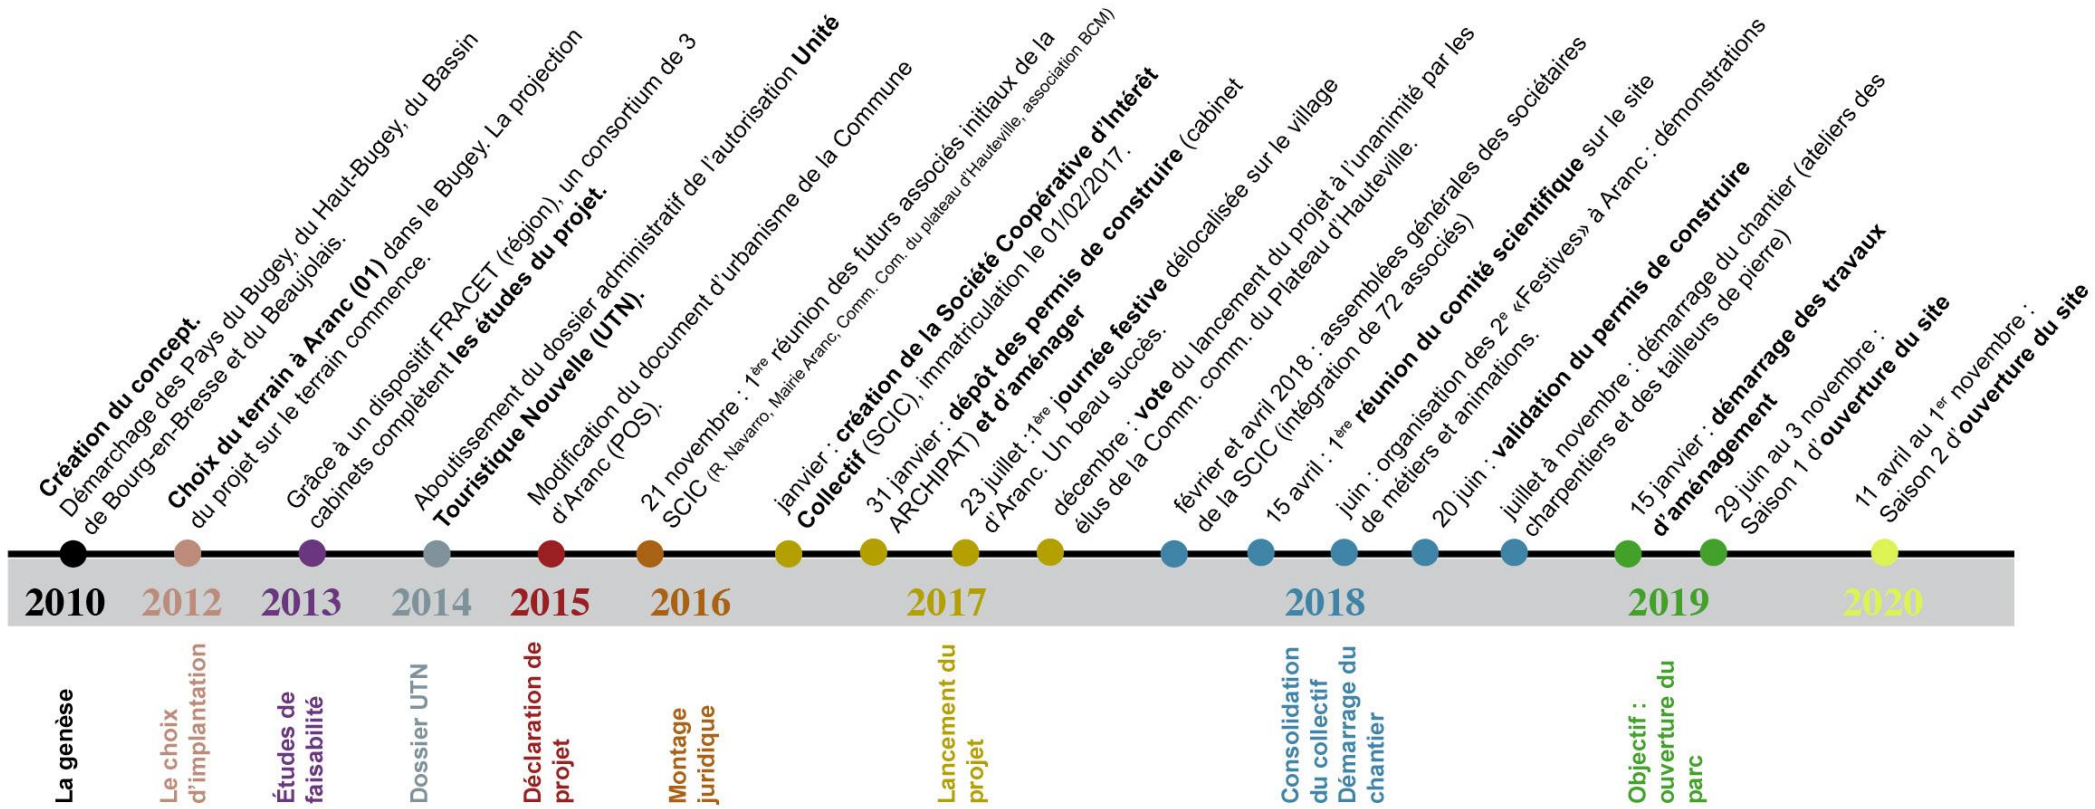 Création du concept.
Démarchage des Pays du Bugey, du Haut-Bugey, du Bassin
de Bourg-en-Bresse et du Beaujolais.
Choix du terrain à Aranc (01) dans le Bugey. La projection
du projet sur le terrain commence.
Grâce à un dispositif FRACET (région), un consortium de 3
cabinets complètent les études du projet.
Aboutissement du dossier administratif de l'autorisation Unité
Touristique Nouvelle (UTN).
Modification du document d'urbanisme de la Commune
d'Aranc (POS).
21 novembre : 1ère réunion des futurs associés initiaux de la
SCIC (R. Navarro, Mairie Aranc, Comm. Com. du plateau d'Hauteville, association BCM)
janvier : création de la Société Coopérative d'Intérêt
Collectif (SCIC), immatriculation le 01/02/2017.
31 janvier : dépôt des permis de construire (cabinet
ARCHIPAT) et d'aménager
23 juillet :1ère journée festive délocalisée sur le village
d'Aranc. Un beau succès.
décembre : vote du lancement du projet à l'unanimité par les
élus de la Comm. comm. du Plateau d'Hauteville.
février et avril 2018 : assemblées générales des sociétaires
de la SCIC (intégration de 72 associés)
15 avril : 1ère réunion du comité scientifique sur le site
juin : organisation des 2e «Festives» à Aranc : démonstrations
de métiers et animations.
20 juin : validation du permis de construire
juillet à novembre : démarrage du chantier (ateliers des
charpentiers et des tailleurs de pierre)
15 janvier : démarrage des travaux
d'aménagement
29 juin au 3 novembre :
Saison 1 d'ouverture du site
11 avril au 1er novembre :
Saison 2 d'ouverture du site
2010
2012
2013
2014
2015
2016
2017
2018
2019
2020
La genèse
Le choix
d'implantation
Études de
faisabilité
Dossier UTN
Déclaration de
projet
Montage
juridique
Lancement du
projet
Consolidation
du collectif
Démarrage du
chantier
Objectif :
ouverture du
parc